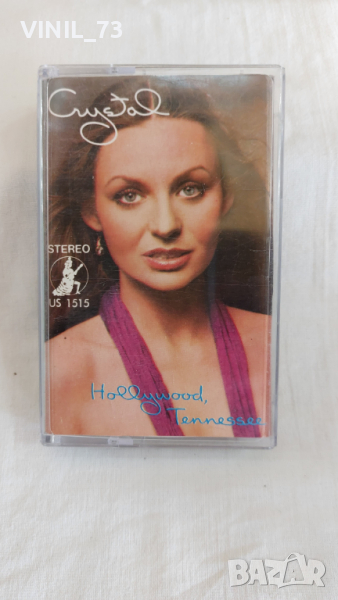 VINIL_73
Crystal
STEREO
US 1515
Hollywood,
Tennessee
BAZAR